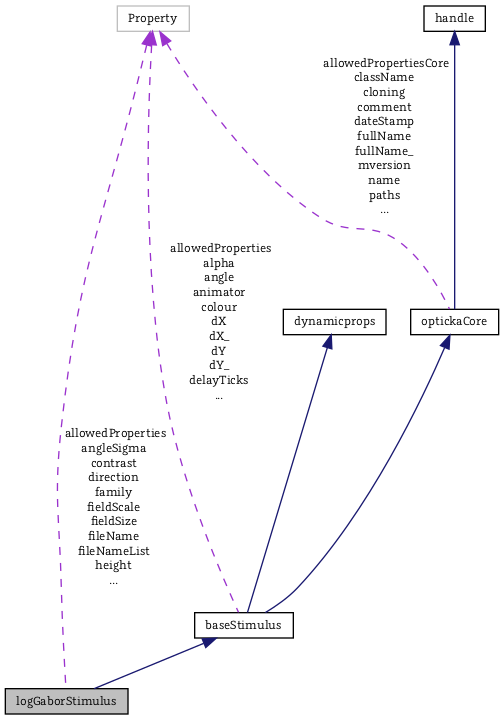 Property
handle
allowedPropertiesCore
className
cloning
comment
dateStamp
fullName
fullName_
mversion
name
paths
...
allowedProperties
alpha
angle
animator
colour
dX
dX_
dY
dY_
delayTicks
...
dynamicprops
optickaCore
allowedProperties
angleSigma
contrast
direction
family
fieldScale
fieldSize
fileName
fileNameList
height
...
baseStimulus
logGaborStimulus